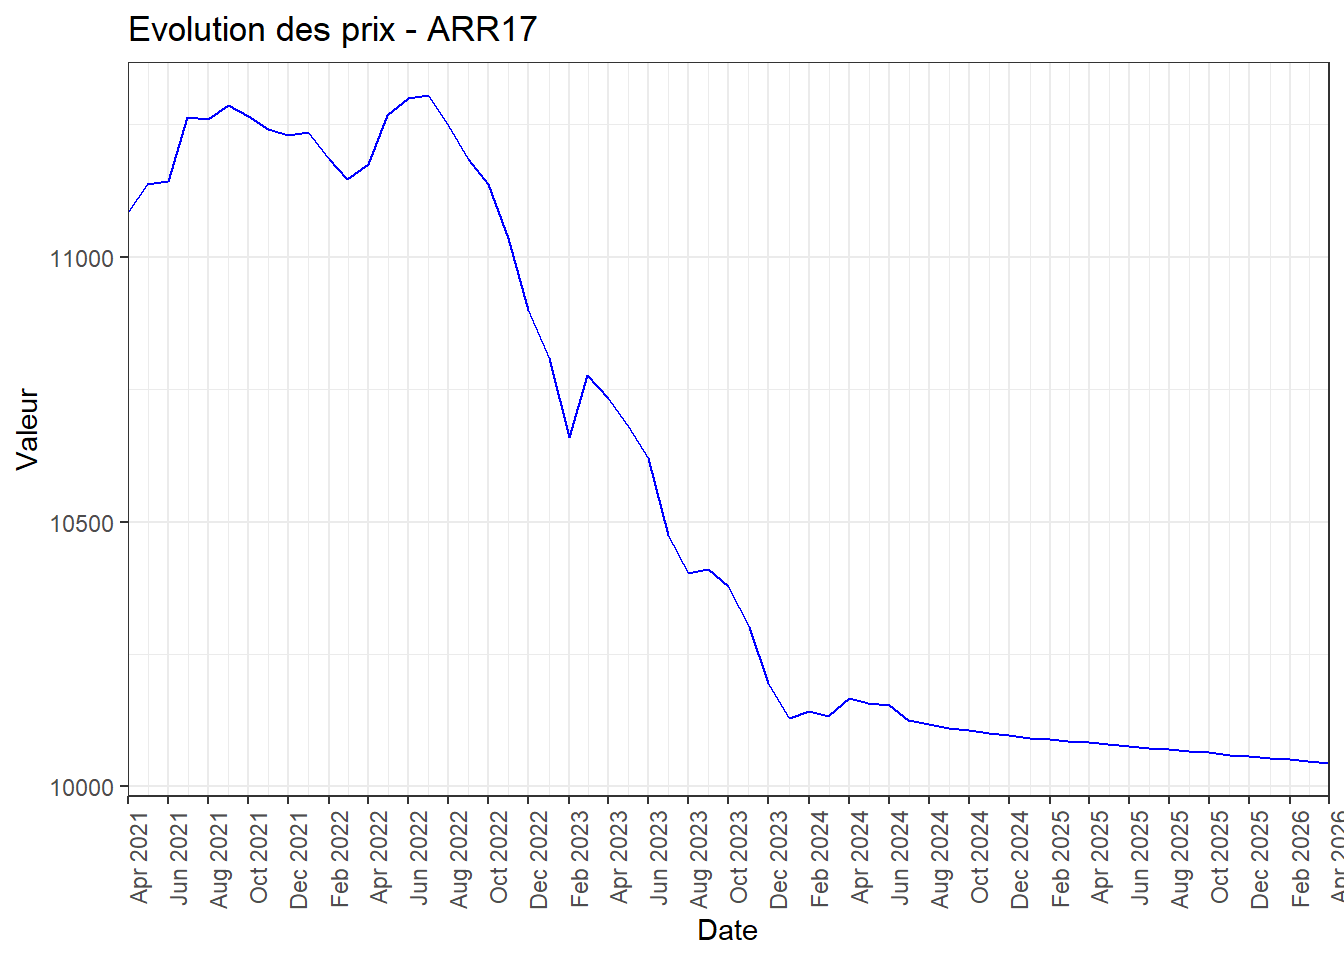 Evolution des prix - ARR17
Valeur
11000
10500
10000
Apr 2021
Jun 2021
Aug 2021
Oct 2021
Dec 2021
Feb 2022
Apr 2022
Jun 2022
Aug 2022
Oct 2022
Dec 2022
Feb 2023
Apr 2023
Jun 2023
Aug 2023
Oct 2023
Dec 2023
Feb 2024
Apr 2024
Jun 2024
Aug 2024
Oct 2024
Dec 2024
Feb 2025
Apr 2025
Jun 2025
Aug 2025
Oct 2025
Dec 2025
Feb 2026
Apr 2026
Date